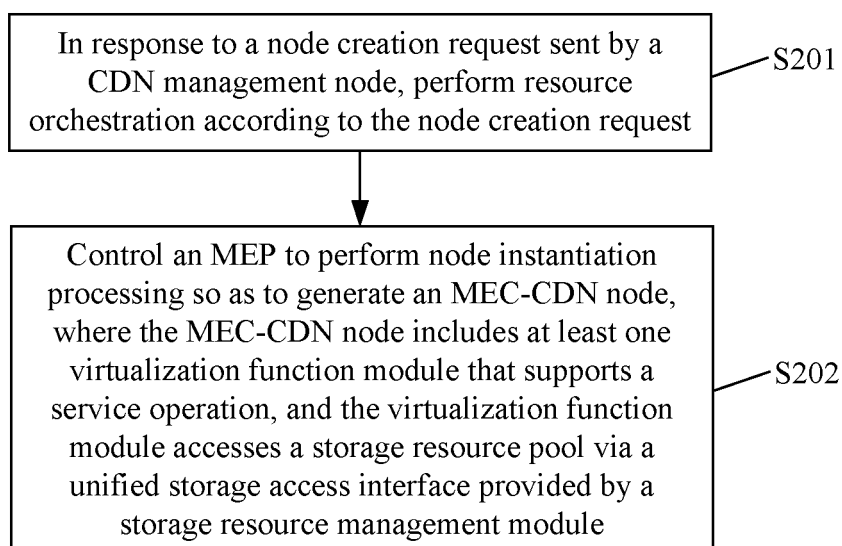 In response to a node creation request sent by a
CDN management node, perform resource
orchestration according to the node creation request
S201
Control an MEP to perform node instantiation
processing so as to generate an MEC-CDN node,
where the MEC-CDN node includes at least one
virtualization function module that supports a
service operation, and the virtualization function
module accesses a storage resource pool via a
unified storage access interface provided by a
storage resource management module
S202